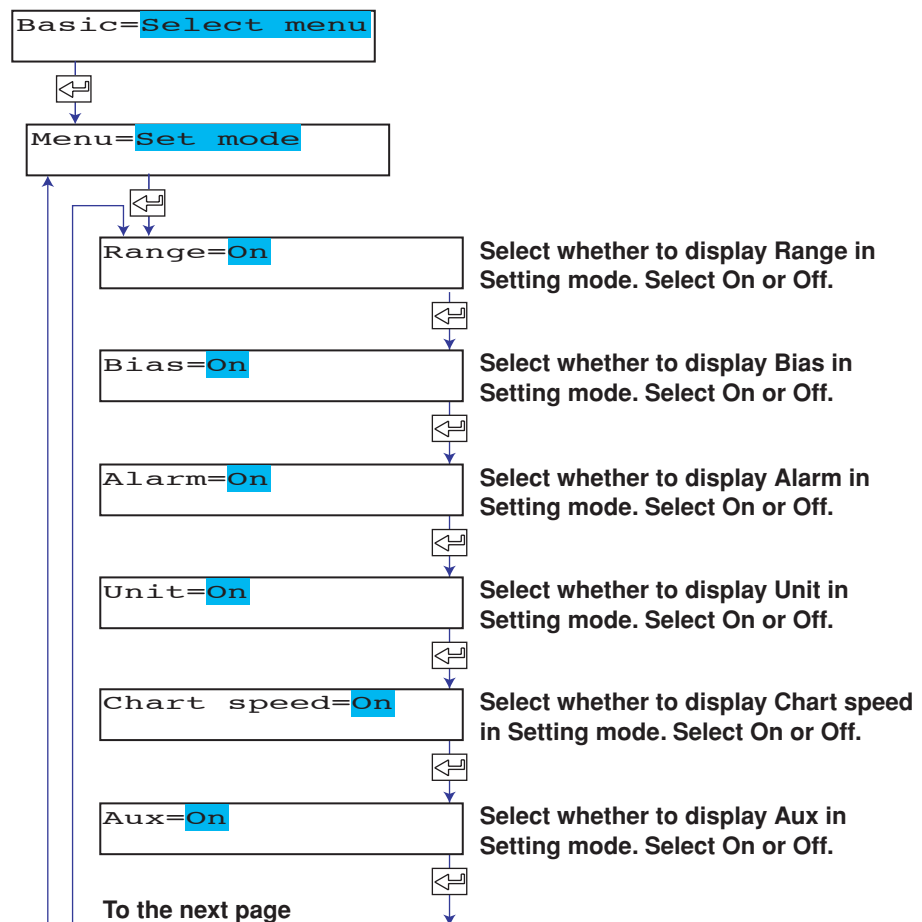 Basic=Select menu
Menu=Set mode
Range=On
Select whether to display Range in
Setting mode. Select On or Off.
Bias=On
Select whether to display Bias in
Setting mode. Select On or Off.
Alarm=On
Select whether to display Alarm in
Setting mode. Select On or Off.
Unit=On
Select whether to display Unit in
Setting mode. Select On or Off.
Chart speed=On
Select whether to display Chart speed
in Setting mode. Select On or Off.
Aux=On
Select whether to display Aux in
Setting mode. Select On or Off.
To the next page